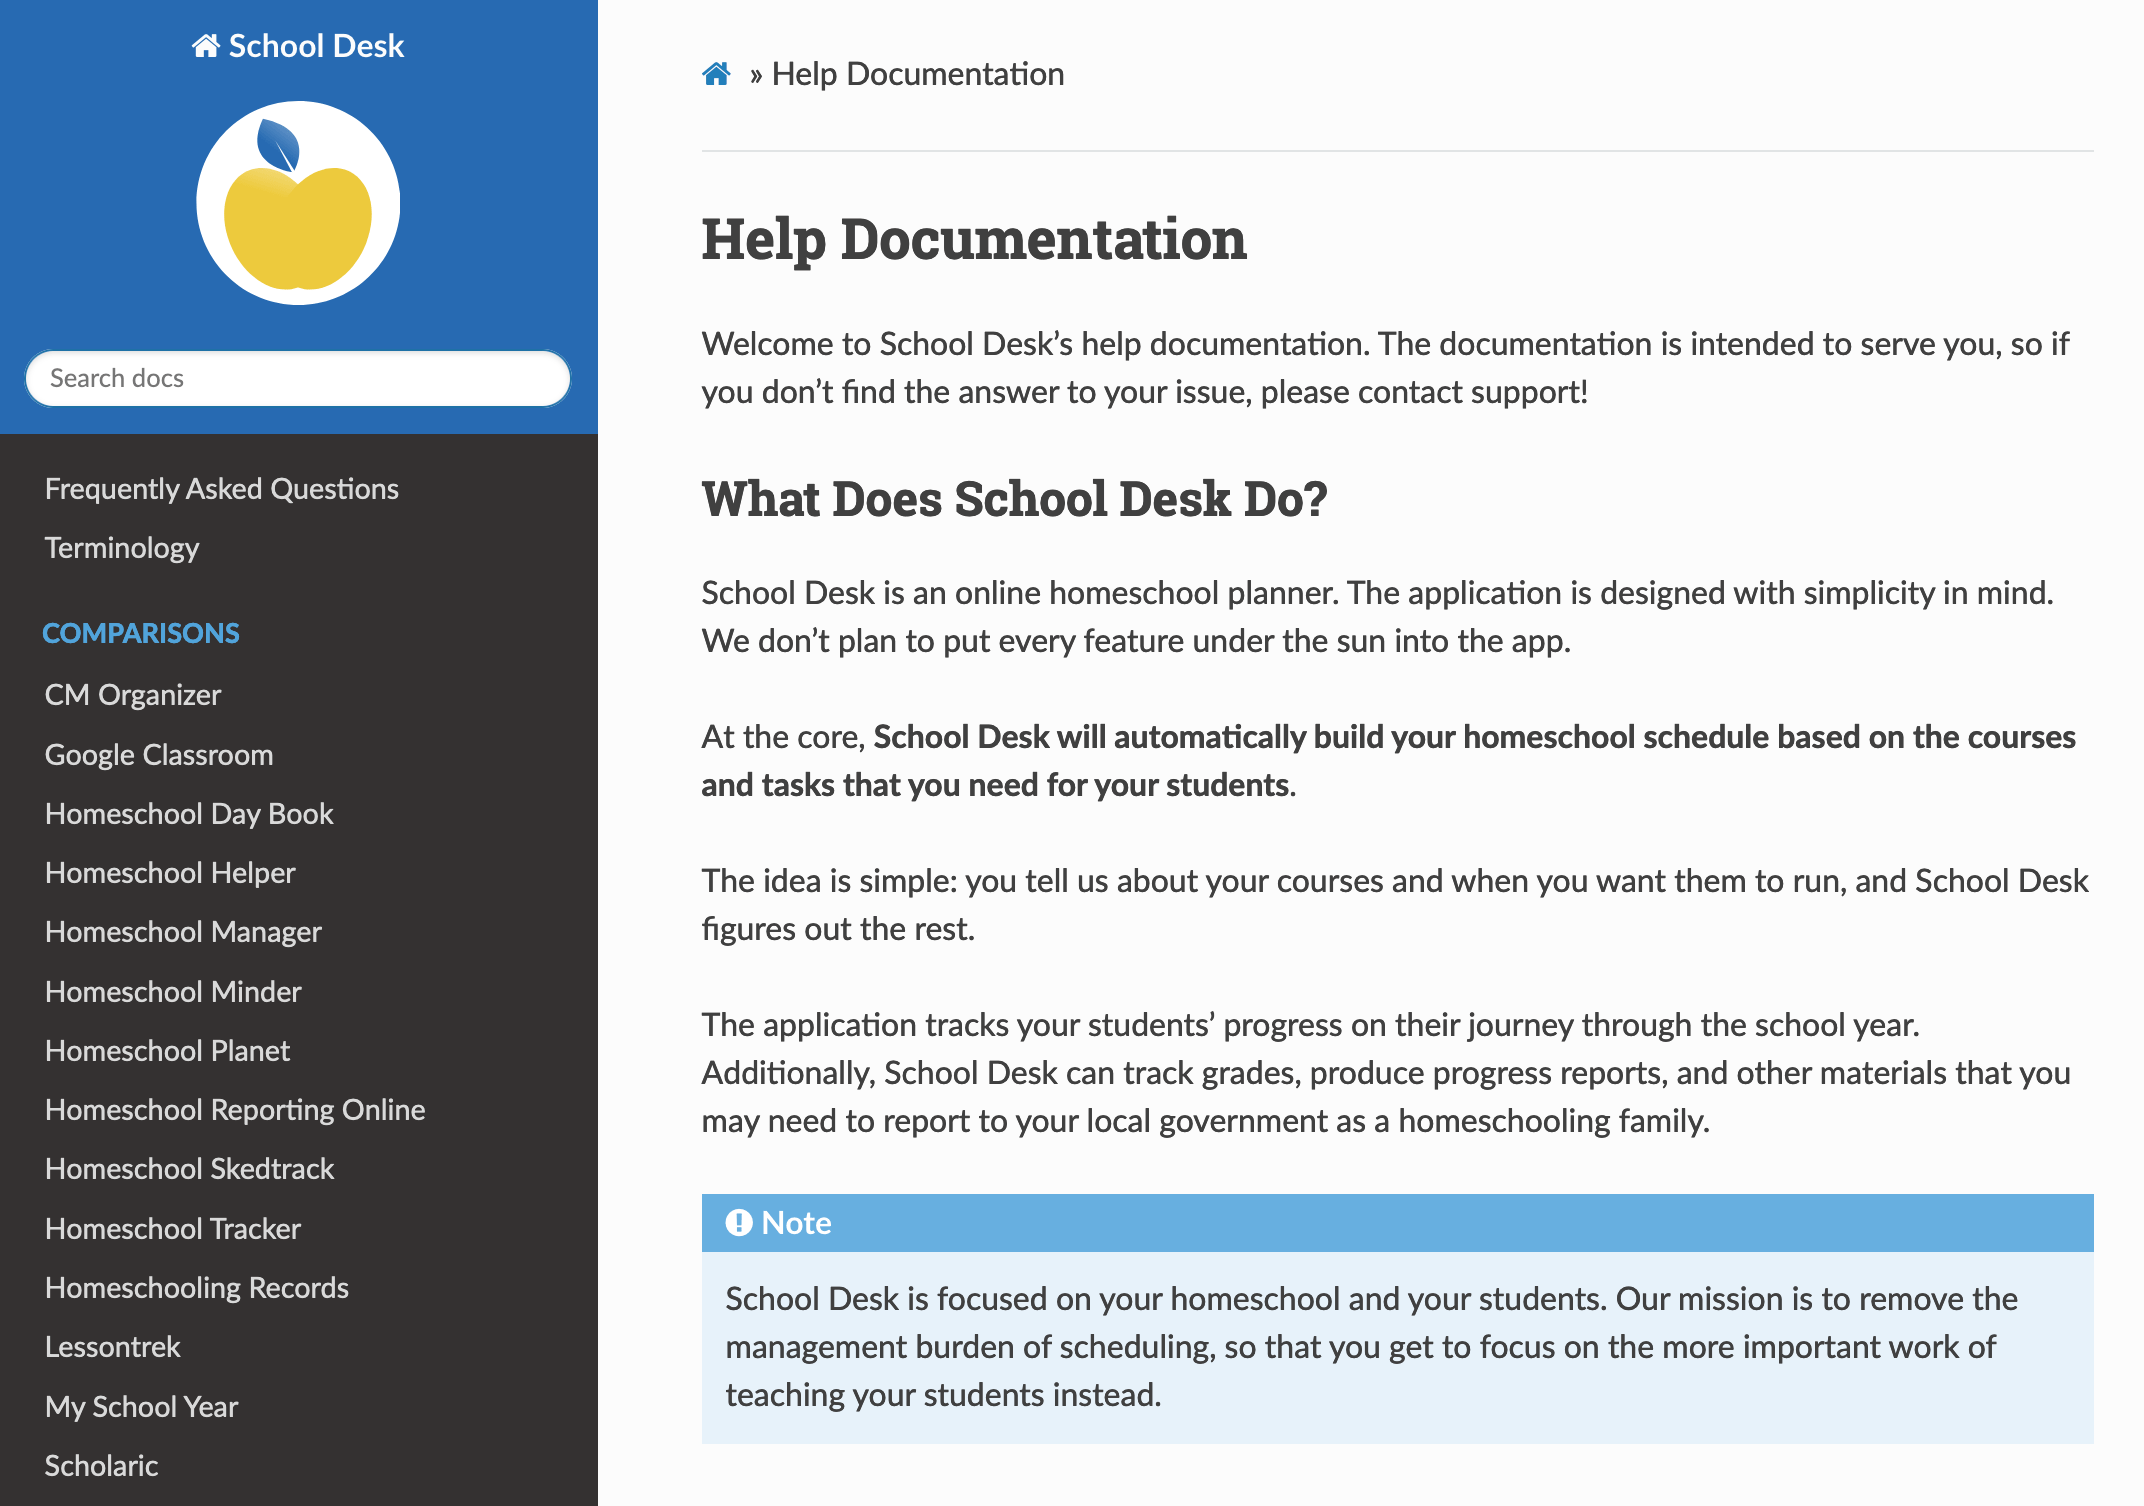 School Desk
Search docs
Frequently Asked Questions
Terminology
COMPARISONS
CM Organizer
Google Classroom
Homeschool Day Book
Homeschool Helper
Homeschool Manager
Homeschool Minder
Homeschool Planet
Homeschool Reporting Online
Homeschool Skedtrack
Homeschool Tracker
Homeschooling Records
Lessontrek
My School Year
Scholaric
» Help Documentation
Help Documentation
Welcome to School Desk’s help documentation. The documentation is intended to serve you, so if
you don’t find the answer to your issue, please contact support!
What Does School Desk Do?
School Desk is an online homeschool planner. The application is designed with simplicity in mind.
We don’t plan to put every feature under the sun into the app.
At the core, School Desk will automatically build your homeschool schedule based on the courses
and tasks that you need for your students.
The idea is simple: you tell us about your courses and when you want them to run, and School Desk
figures out the rest.
The application tracks your students’ progress on their journey through the school year.
Additionally, School Desk can track grades, produce progress reports, and other materials that you
may need to report to your local government as a homeschooling family.
Note
School Desk is focused on your homeschool and your students. Our mission is to remove the
management burden of scheduling, so that you get to focus on the more important work of
teaching your students instead.